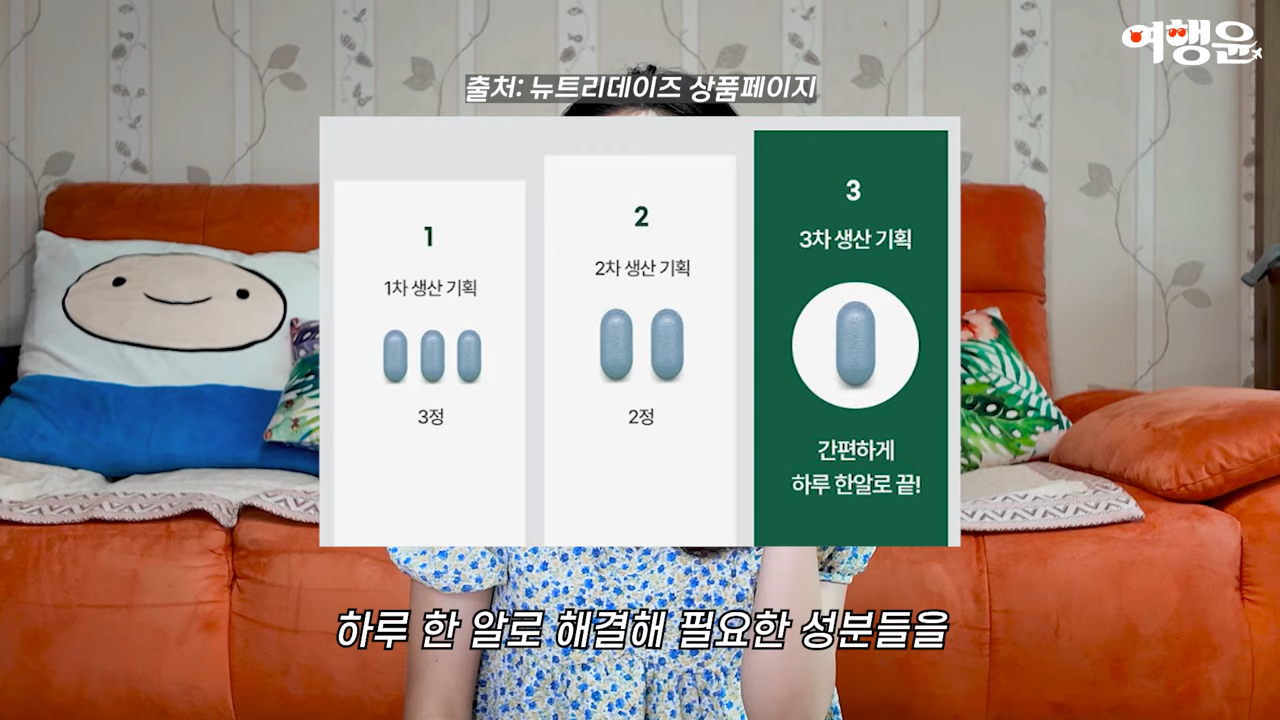 여행윤
출처: 뉴트리데이즈 상품페이지
1
1차 생산 기획
3정
2
2차 생산 기획
2정
3
3차 생산 기획
간편하게
하루 한알로 끝!
하루 한 알로 해결해 필요한 성분들을